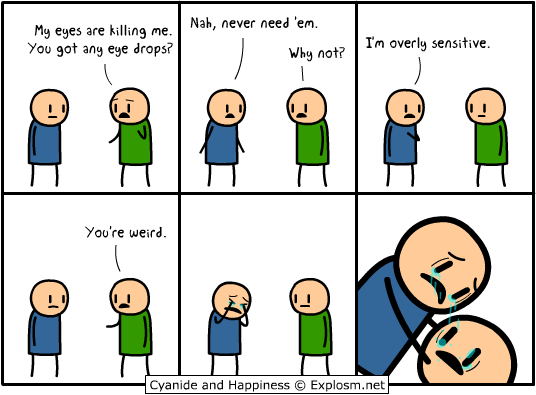 My eyes are killing me.
You got any eye drops?
Nah, never need 'em.
Why not?
I'm overly sensitive.
You're weird.
Cyanide and Happiness © Explosm.net